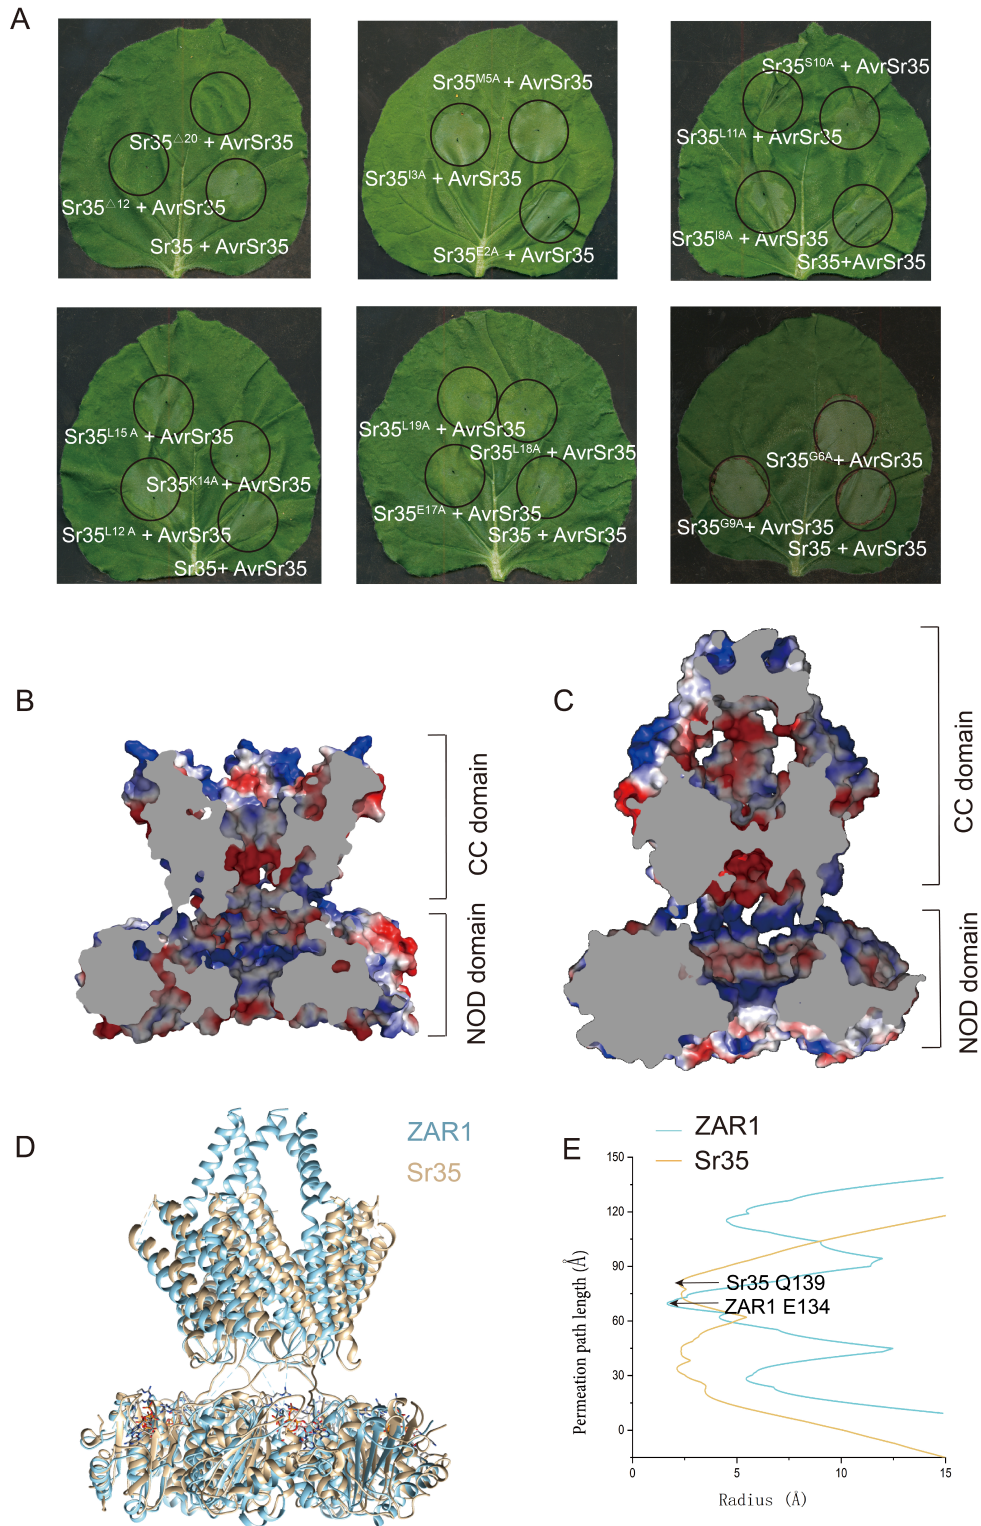 A
Sr35△20 + AvrSr35
Sr35△12 + AvrSr35
Sr35 + AvrSr35
Sr35M5A + AvrSr35
Sr35I3A + AvrSr35
Sr35E2A + AvrSr35
Sr35S10A + AvrSr35
Sr35L11A + AvrSr35
Sr35I8A + AvrSr35
Sr35+AvrSr35
Sr35L15 A + AvrSr35
Sr35K14A + AvrSr35
Sr35L12 A + AvrSr35
Sr35+ AvrSr35
Sr35L19A + AvrSr35
Sr35L18A + AvrSr35
Sr35E17A + AvrSr35
Sr35 + AvrSr35
Sr35G6A + AvrSr35
Sr35G9A + AvrSr35
Sr35 + AvrSr35
B
CC domain
NOD domain
C
CC domain
NOD domain
D
ZAR1
Sr35
E
ZAR1
Sr35
150
120
90
60
30
0
Permeation path length (Å)
Sr35 Q139
ZAR1 E134
0
5
10
15
Radius (Å)